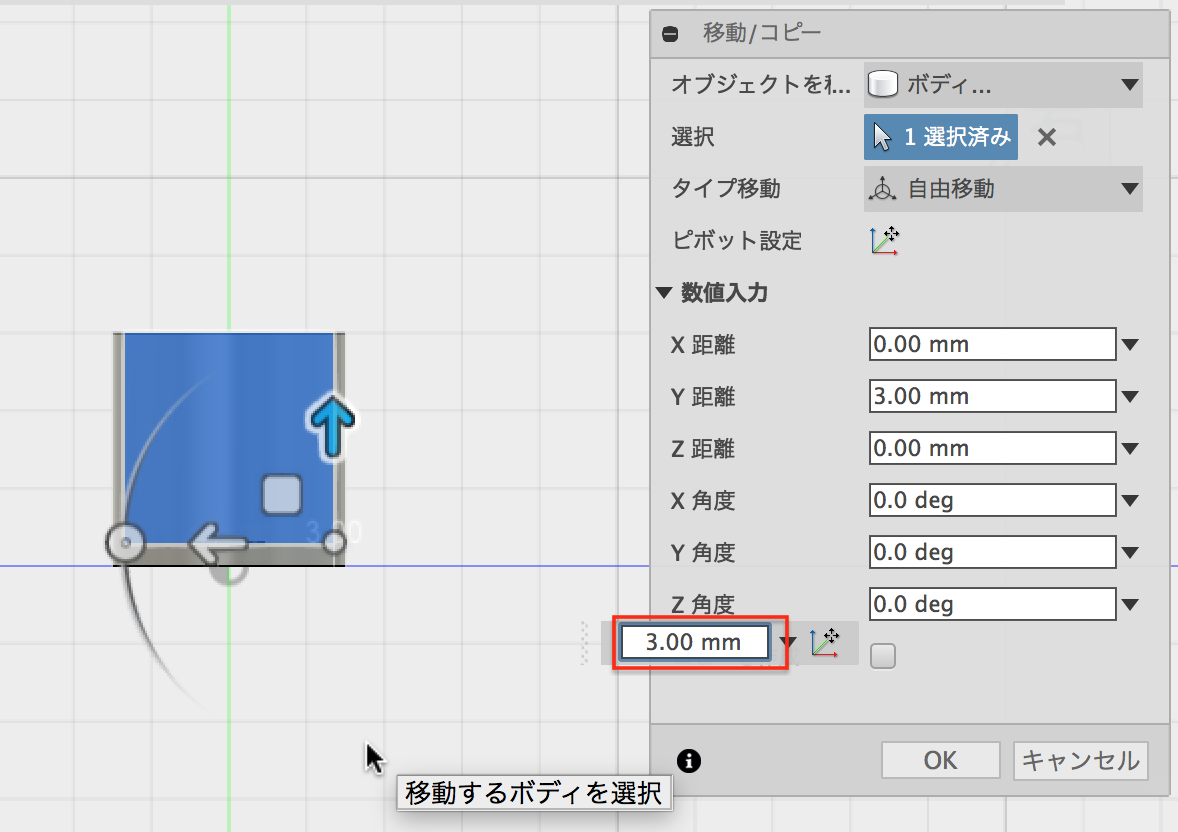 移動/コピー
オブジェクトを移...
ボディ...
選択
1 選択済み
タイプ移動
自由移動
ピボット設定
数値入力
X 距離
0.00 mm
Y 距離
3.00 mm
Z 距離
0.00 mm
X 角度
0.0 deg
Y 角度
0.0 deg
Z 角度
0.0 deg
3.00
3.00 mm
OK
キャンセル
移動するボディを選択